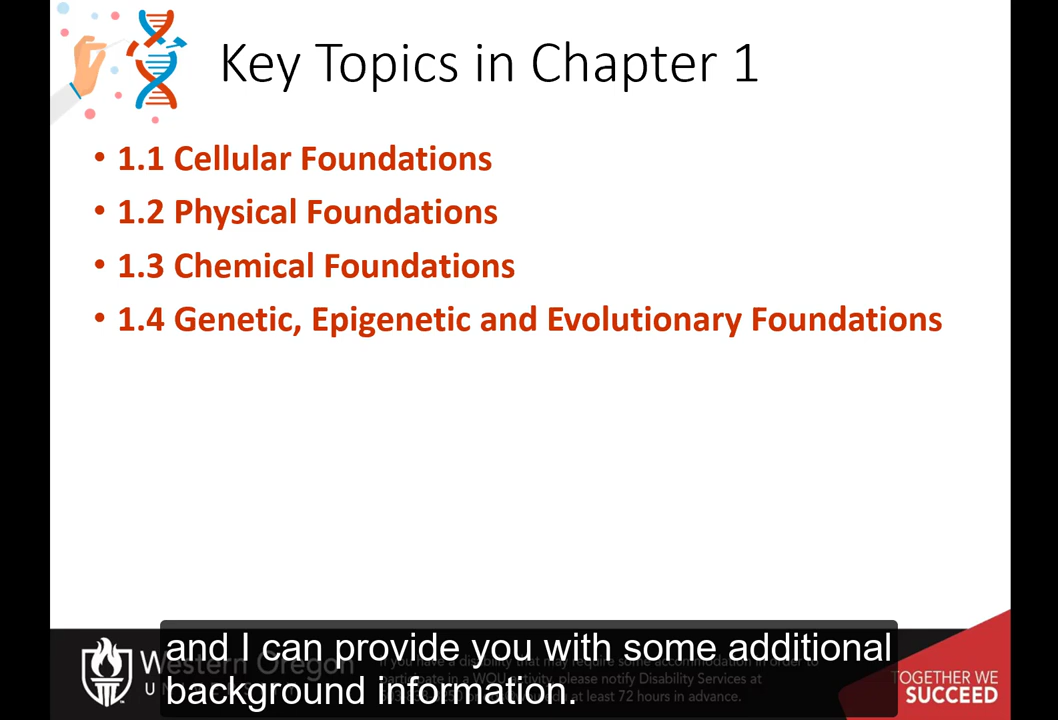 Key Topics in Chapter 1
• 1.1 Cellular Foundations
• 1.2 Physical Foundations
• 1.3 Chemical Foundations
• 1.4 Genetic, Epigenetic and Evolutionary Foundations
and I can provide you with some additional
background information.
Western Oregon
If you have a disability that may require some accommodation in order to
participate in a WOU activity, please notify Disability Services at
at least 72 hours in advance.
TOGETHER WE
SUCCEED